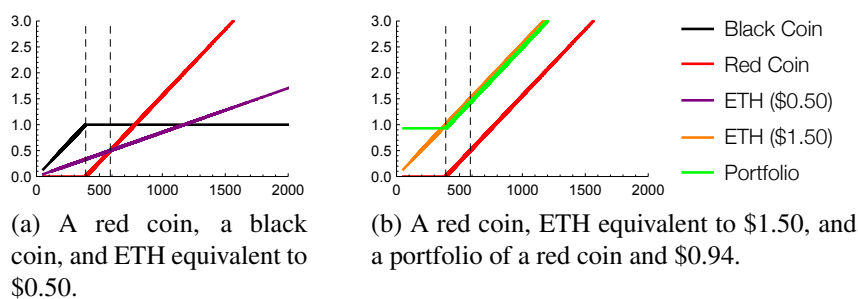 3.0
2.5
2.0
1.5
1.0
0.5
0.0
0 500 1000 1500 2000
3.0
2.5
2.0
1.5
1.0
0.5
0.0
0 500 1000 1500 2000
Black Coin
Red Coin
ETH ($0.50)
ETH ($1.50)
Portfolio
(a) A red coin, a black
coin, and ETH equivalent to
$0.50.
(b) A red coin, ETH equivalent to $1.50, and
a portfolio of a red coin and $0.94.